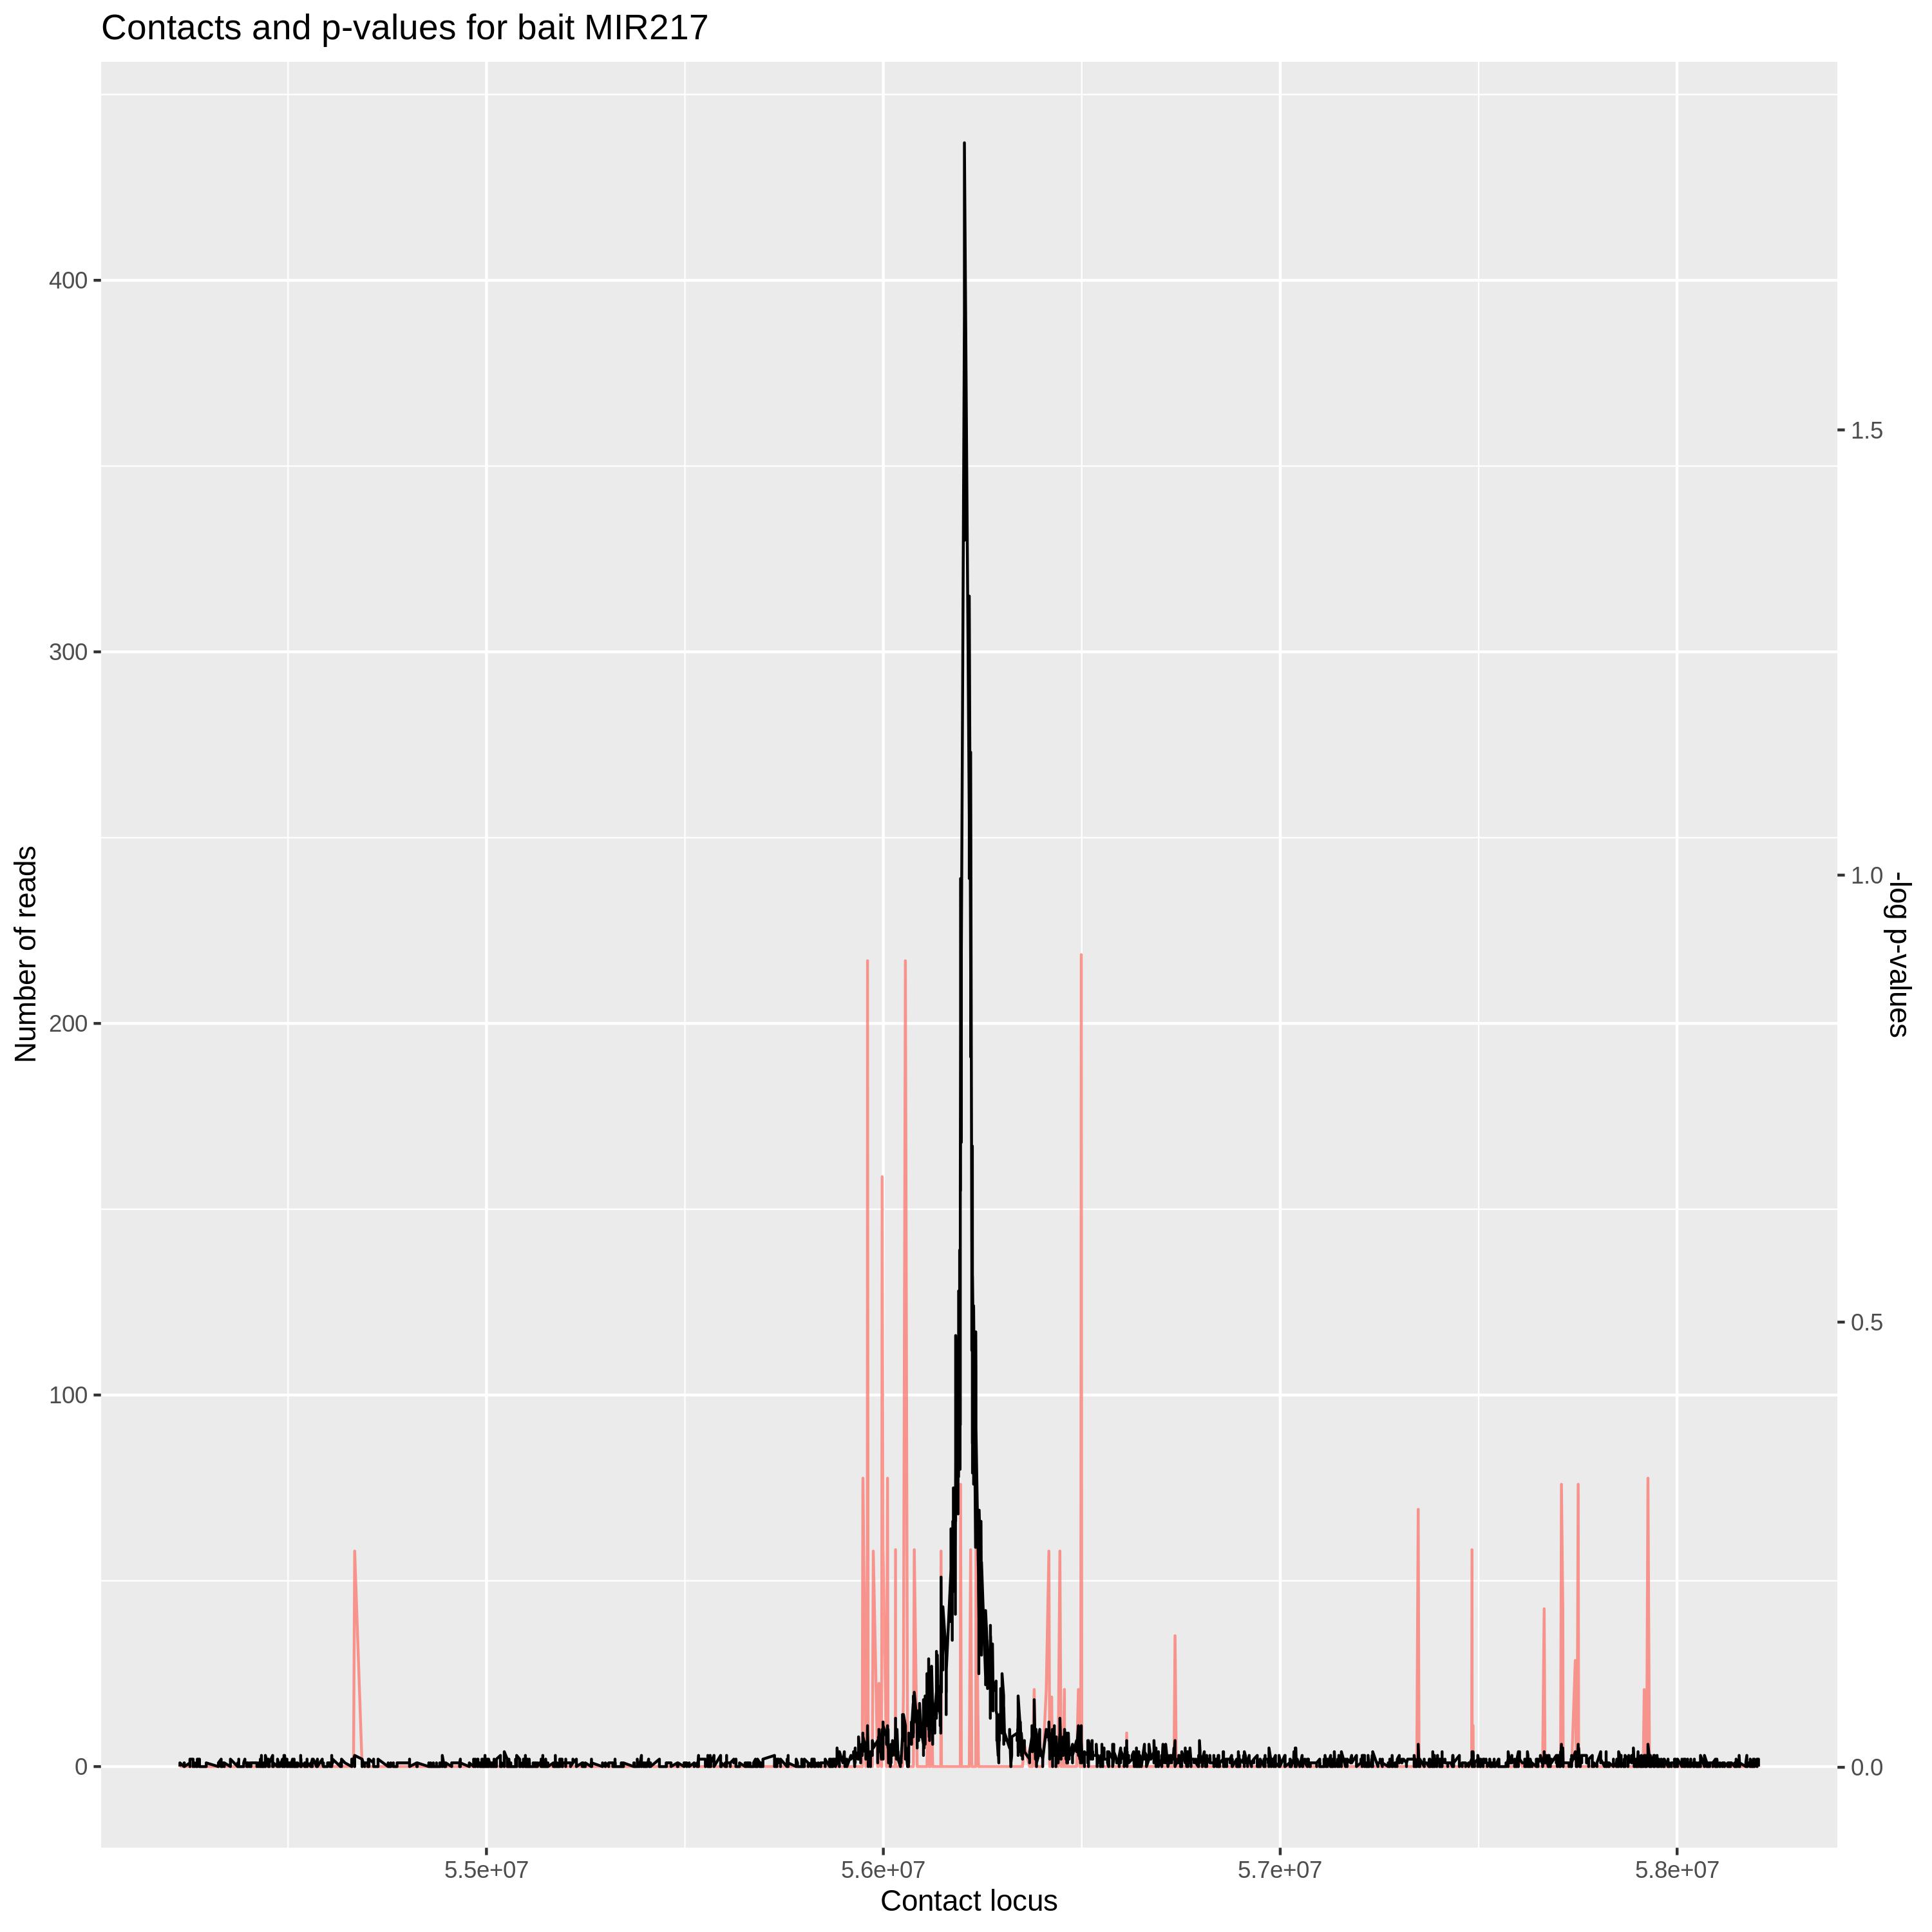 Contacts and p-values for bait MIR217
400
300
200
100
0
Number of reads
1.5
1.0
0.5
0.0
-log p-values
5.5e+07
5.6e+07
5.7e+07
5.8e+07
Contact locus